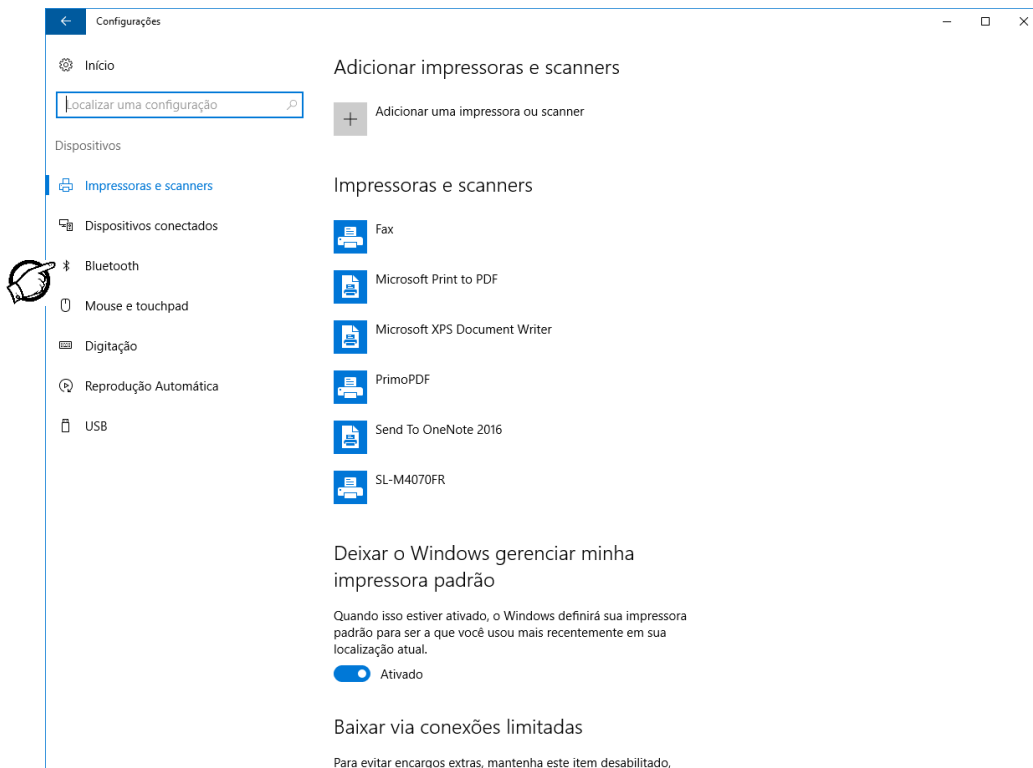 Configurações
Início
Localizar uma configuração
Dispositivos
Impressoras e scanners
Dispositivos conectados
Bluetooth
Mouse e touchpad
Digitação
Reprodução Automática
USB
Adicionar impressoras e scanners
Adicionar uma impressora ou scanner
Impressoras e scanners
Fax
Microsoft Print to PDF
Microsoft XPS Document Writer
PrimoPDF
Send To OneNote 2016
SL-M4070FR
Deixar o Windows gerenciar minha
impressora padrão
Quando isso estiver ativado, o Windows definirá sua impressora
padrão para ser a que você usou mais recentemente em sua
localização atual.
Ativado
Baixar via conexões limitadas
Para evitar encargos extras, mantenha este item desabilitado,